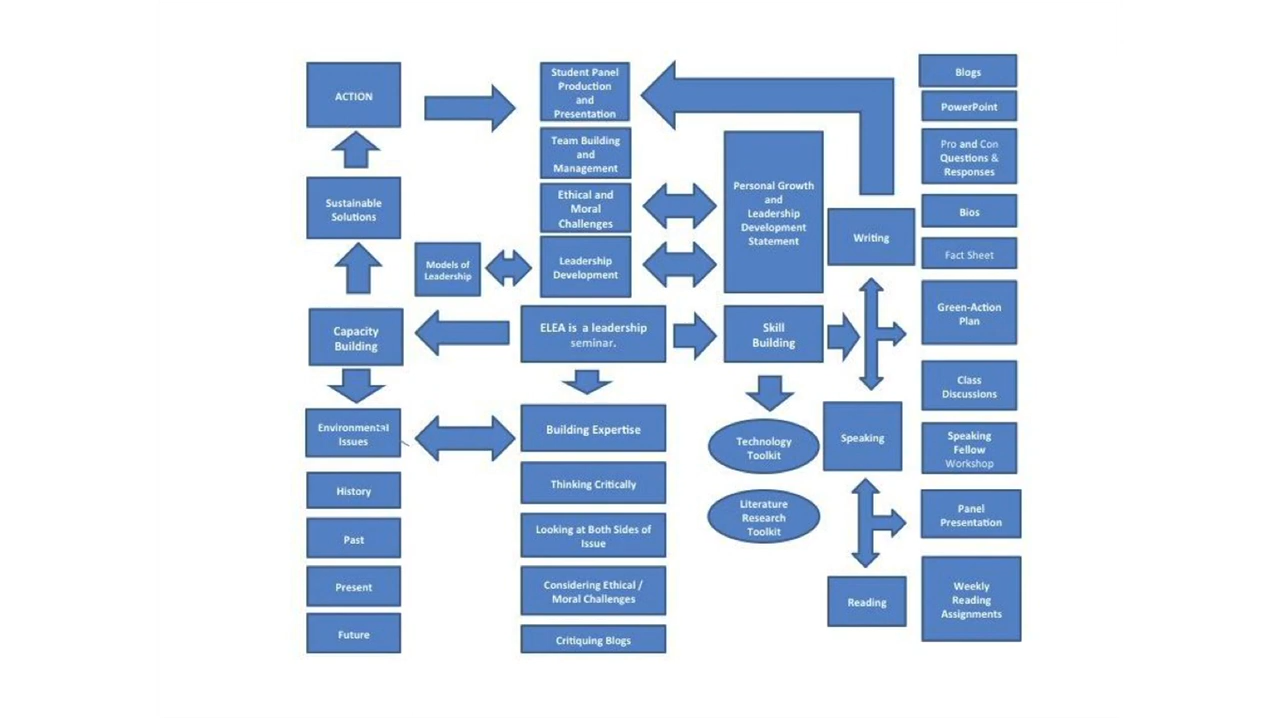 ACTION
Sustainable
Solutions
Models of
Leadership
Capacity
Building
Environmental
Issues
History
Past
Present
Future
Student Panel
Production
and
Presentation
Team Building
and
Management
Ethical and
Moral
Challenges
Leadership
Development
ELEA is a leadership
seminar.
Building Expertise
Thinking Critically
Looking at Both Sides of
Issue
Considering Ethical /
Moral Challenges
Critiquing Blogs
Personal Growth
and
Leadership
Development
Statement
Skill
Building
Technology
Toolkit
Literature
Research
Toolkit
Writing
Speaking
Reading
Blogs
PowerPoint
Pro and Con
Questions &
Responses
Bios
Fact Sheet
Green-Action
Plan
Class
Discussions
Speaking
Fellow
Workshop
Panel
Presentation
Weekly
Reading
Assignments